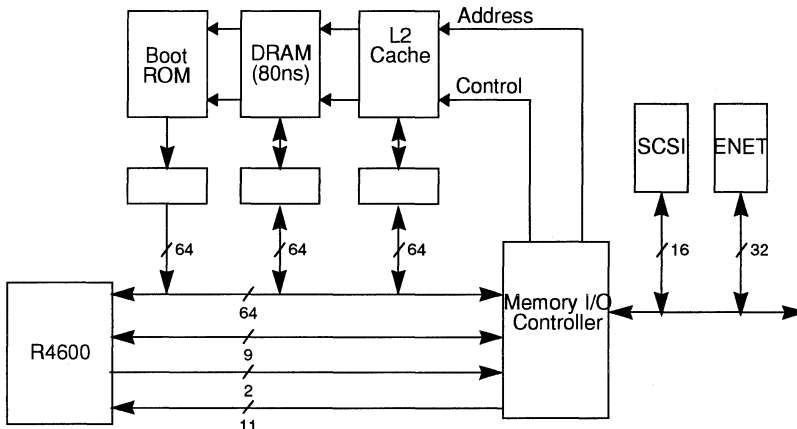 Address
Boot
ROM
DRAM
(80ns)
L2
Cache
Control
SCSI
ENET
64
64
64
16
32
R4600
64
9
2
11
Memory I/O
Controller